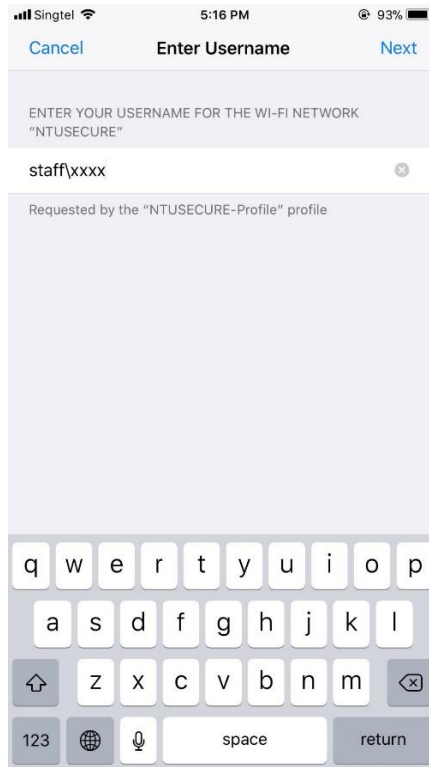 Singtel 5:16 PM 93%
Cancel Enter Username Next
ENTER YOUR USERNAME FOR THE WI-FI NETWORK
“NTUSECURE”
staff\xxxx
Requested by the “NTUSECURE-Profile” profile
q w e r t y u i o p
a s d f g h j k l
z x c v b n m
123 space return